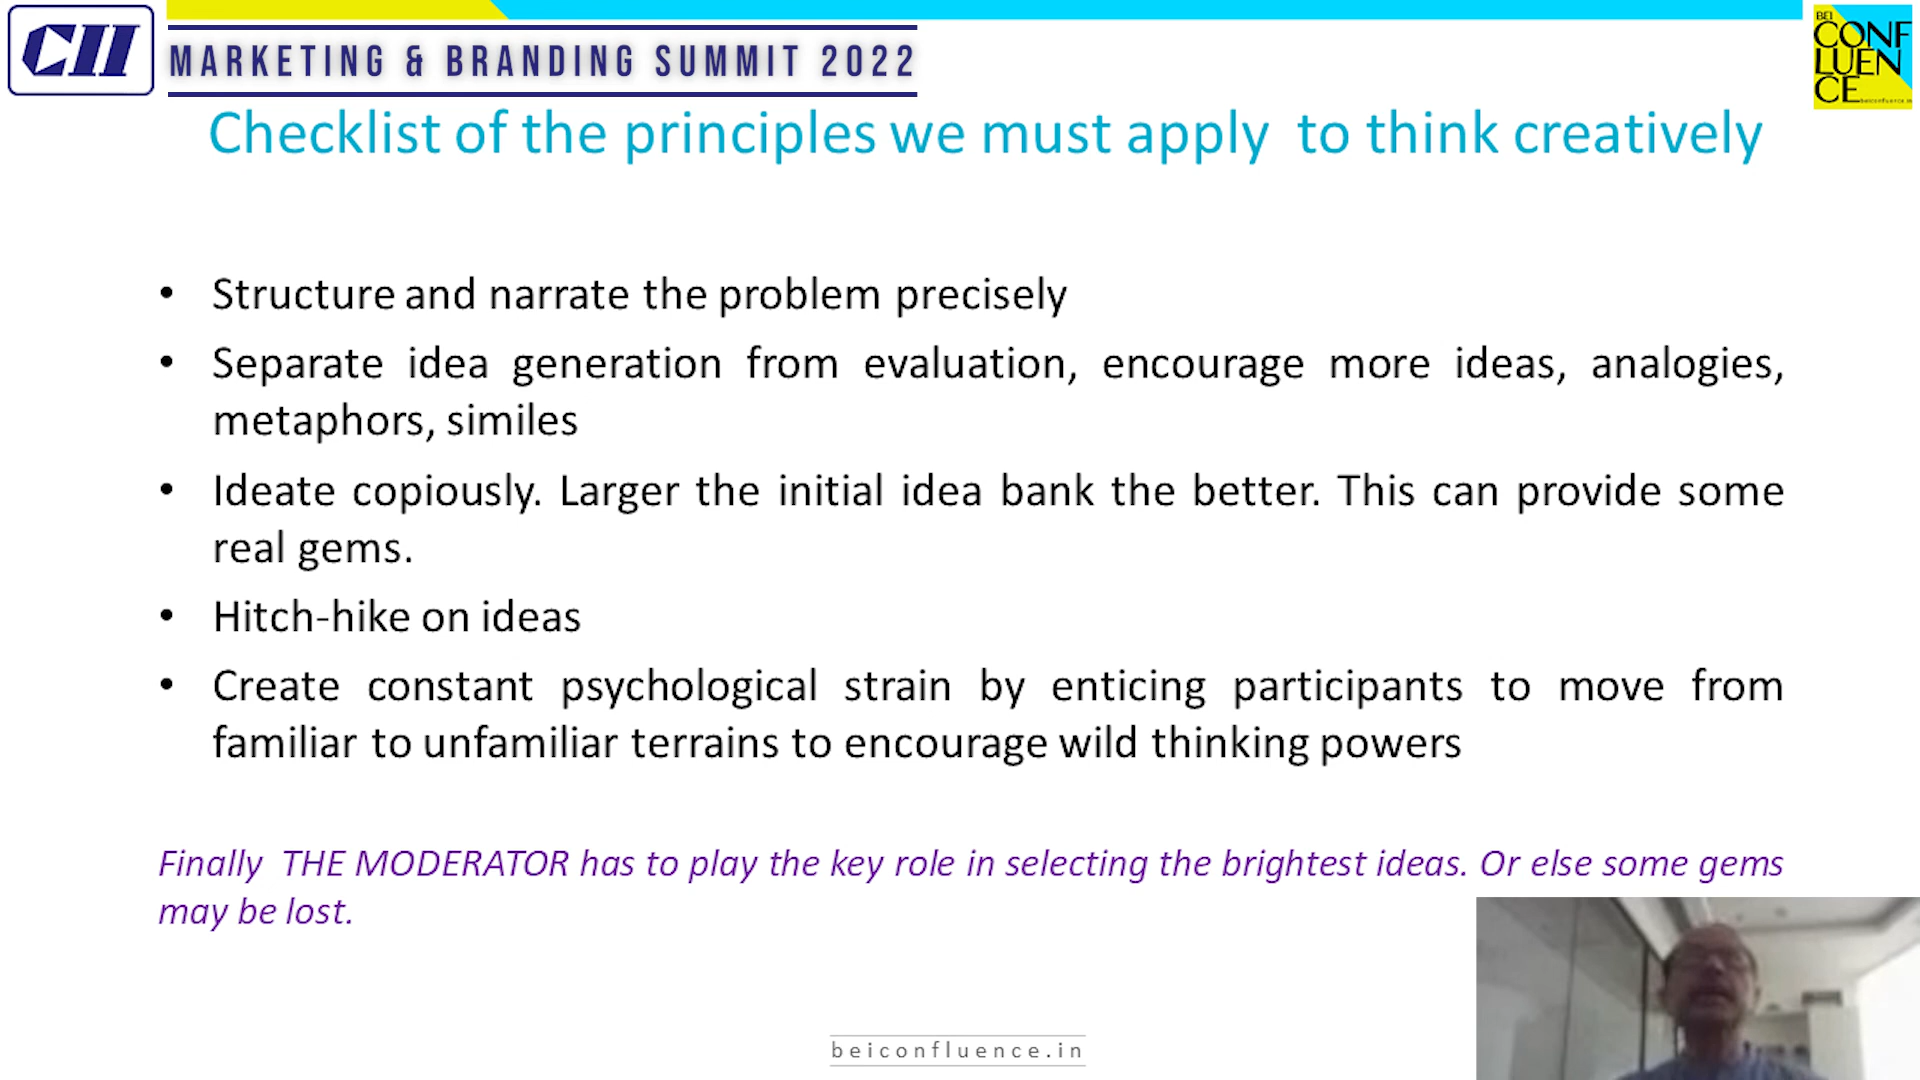 CII
MARKETING & BRANDING SUMMIT 2022
BEI
CONF
LUEN
CE
beiconfluence.in
Checklist of the principles we must apply to think creatively
• Structure and narrate the problem precisely
• Separate idea generation from evaluation, encourage more ideas, analogies,
metaphors, similes
• Ideate copiously. Larger the initial idea bank the better. This can provide some
real gems.
• Hitch-hike on ideas
• Create constant psychological strain by enticing participants to move from
familiar to unfamiliar terrains to encourage wild thinking powers
Finally THE MODERATOR has to play the key role in selecting the brightest ideas. Or else some gems
may be lost.
beiconfluence.in